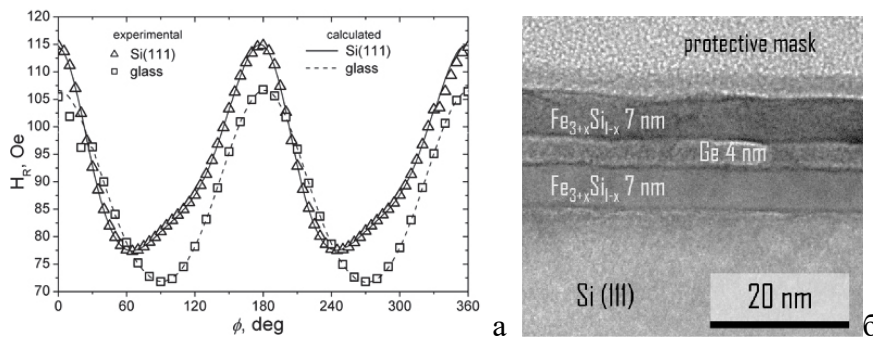 experimental
calculated
Si(111)
Si(111)
glass
glass
H_R, Oe
115
110
105
100
95
90
85
80
75
70
0
60
120
180
240
300
360
ϕ, deg
а
protective mask
Fe3+xSi1-x 7 nm
Ge 4 nm
Fe3+xSi1-x 7 nm
Si (111)
20 nm
б